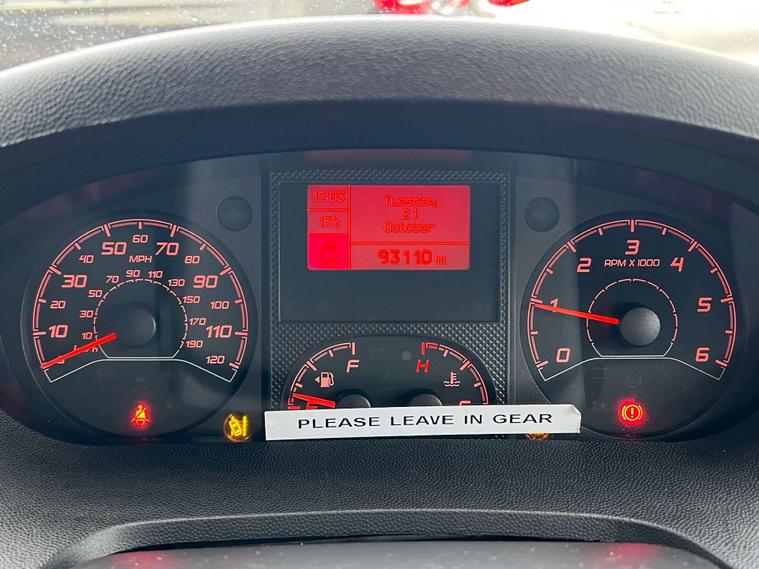 12:03
Tuesday
21
October
13°c
93110 mi
10 30 50 60 70 80 90 100 110 120
40
MPH
10 30 50 70 90 110 130 150 170 190
km/h
F
H
0 1 2 3 4 5 6
RPM X 1000
PLEASE LEAVE IN GEAR